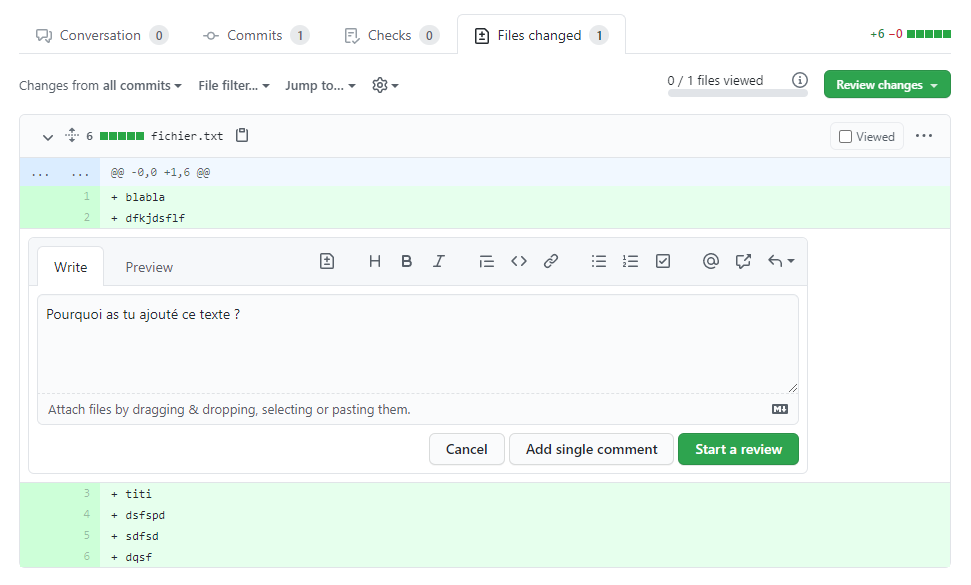 Conversation 0 Commits 1 Checks 0 Files changed 1 +6 −0
Changes from all commits File filter... Jump to... 0 / 1 files viewed Review changes
6 fichier.txt Viewed ...
... ... @@ -0,0 +1,6 @@
1 + blabla
2 + dfkjdsflf
Write Preview H B I
Pourquoi as tu ajouté ce texte ?
Attach files by dragging & dropping, selecting or pasting them.
Cancel Add single comment Start a review
3 + titi
4 + dsfspd
5 + sdfsd
6 + dqsf